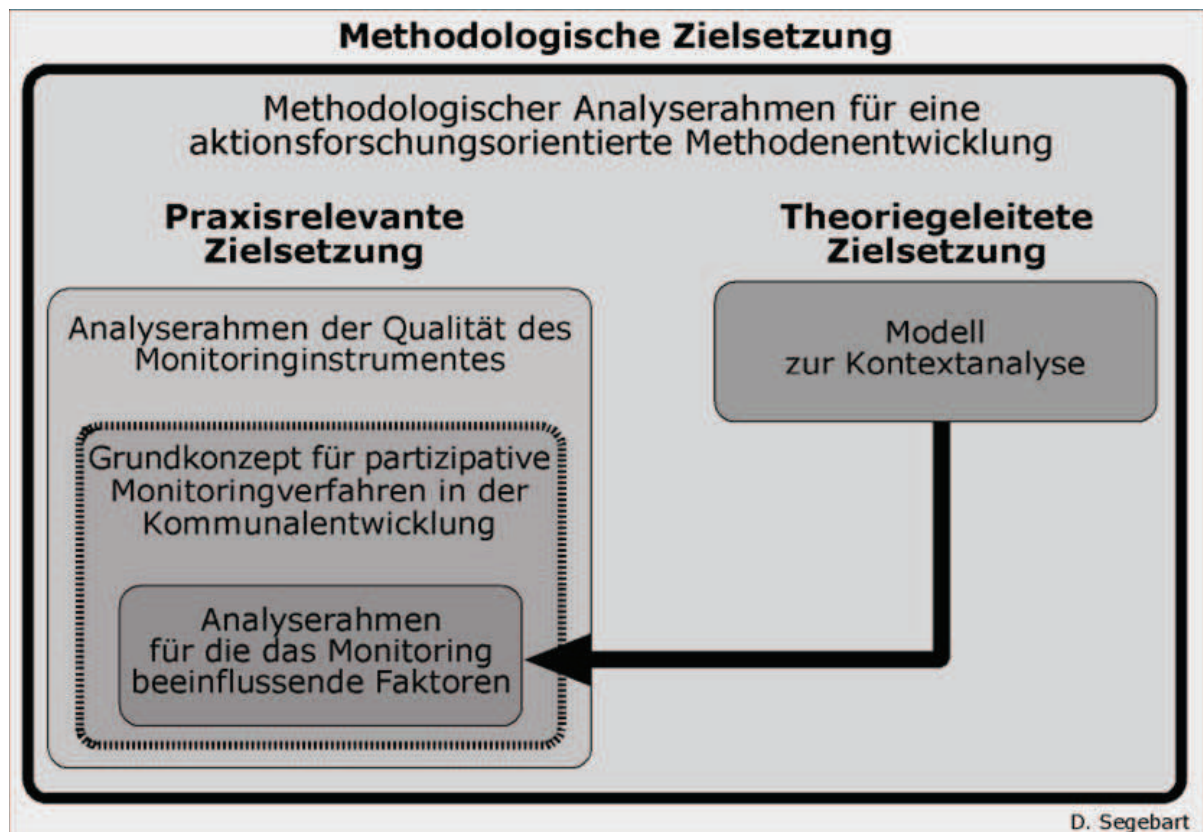 Methodologische Zielsetzung
Methodologischer Analyserahmen für eine
aktionsforschungsorientierte Methodenentwicklung
Praxisrelevante
Zielsetzung
Analyserahmen der Qualität des
Monitoringinstrumentes
Grundkonzept für partizipative
Monitoringverfahren in der
Kommunalentwicklung
Analyserahmen
für die das Monitoring
beeinflussende Faktoren
Theoriegeleitete
Zielsetzung
Modell
zur Kontextanalyse
D. Segebart